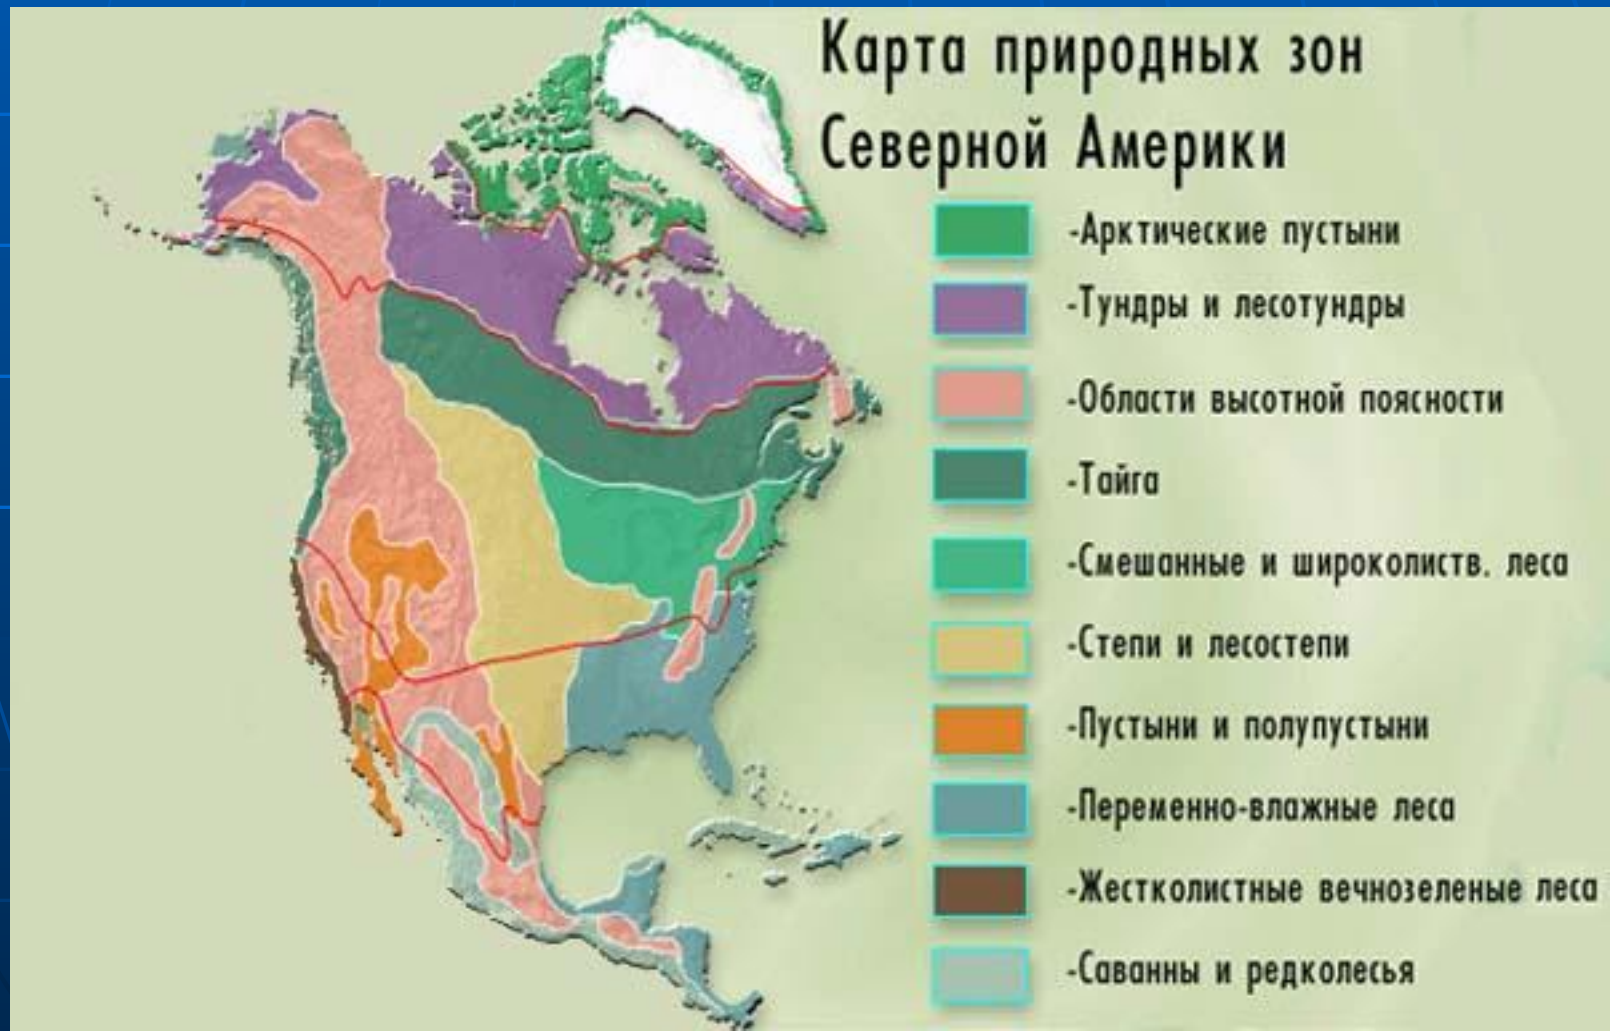 Карта природных зон
Северной Америки
-Арктические пустыни
-Тундры и лесотундры
-Области высотной поясности
-Тайга
-Смешанные и широколиств. леса
-Степи и лесостепи
-Пустыни и полупустыни
-Переменно-влажные леса
-Жестколистные вечнозеленые леса
-Саванны и редколесья